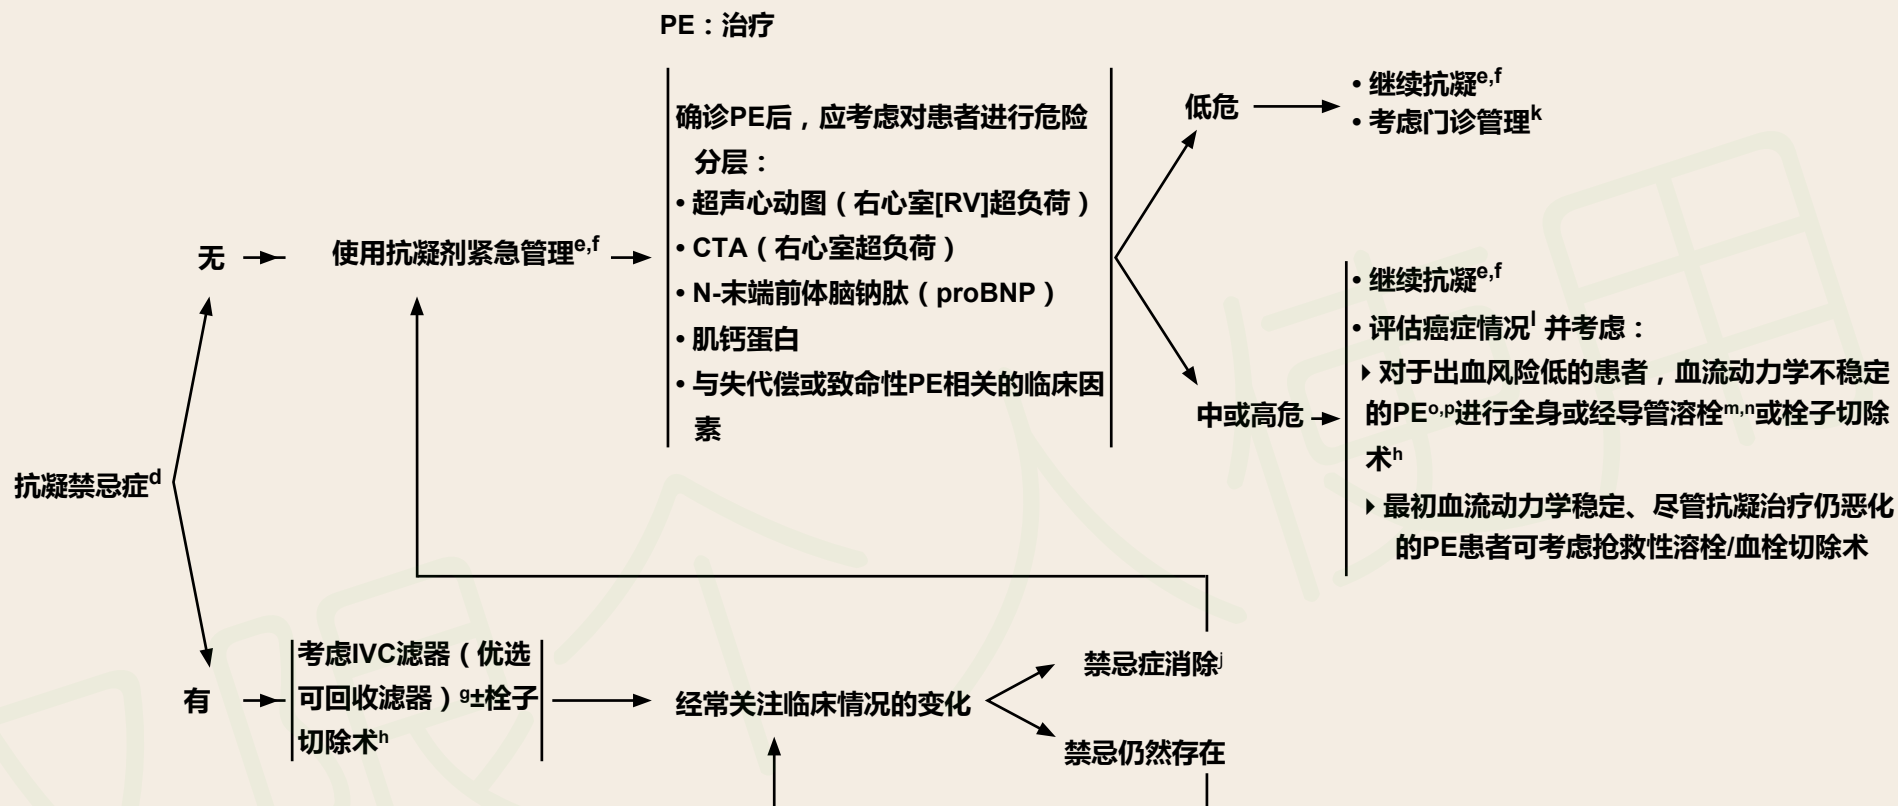 PE：治疗
确诊PE后，应考虑对患者进行危险
分层：
• 超声心动图（右心室[RV]超负荷）
• CTA（右心室超负荷）
• N-末端前体脑钠肽（proBNP）
• 肌钙蛋白
• 与失代偿或致命性PE相关的临床因
素
低危
• 继续抗凝e,f
• 考虑门诊管理k
无
使用抗凝剂紧急管理e,f
中或高危
• 继续抗凝e,f
• 评估癌症情况l 并考虑：
▸ 对于出血风险低的患者，血流动力学不稳定
的PEo,p进行全身或经导管溶栓m,n或栓子切除
术h
▸ 最初血流动力学稳定、尽管抗凝治疗仍恶化
的PE患者可考虑抢救性溶栓/血栓切除术
抗凝禁忌症d
有
考虑IVC滤器（优选
可回收滤器）g±栓子
切除术h
经常关注临床情况的变化
禁忌症消除j
禁忌仍然存在
仅限个人使用